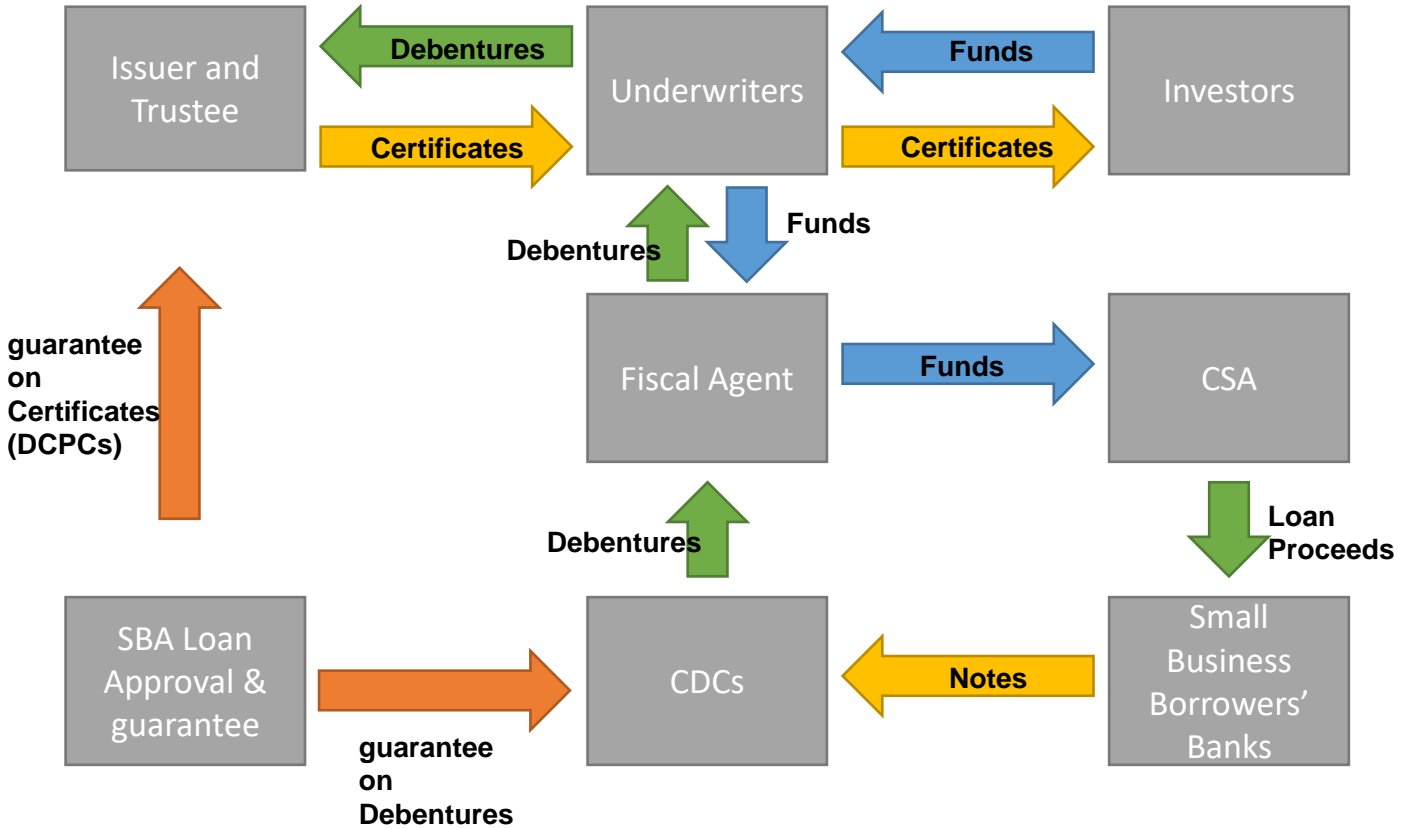 Issuer and
Trustee
Debentures
Certificates
Underwriters
Funds
Certificates
Investors
Debentures
Funds
guarantee
on
Certificates
(DCPCs)
Fiscal Agent
Funds
CSA
Debentures
Loan
Proceeds
SBA Loan
Approval &
guarantee
guarantee
on
Debentures
CDCs
Notes
Small
Business
Borrowers’
Banks